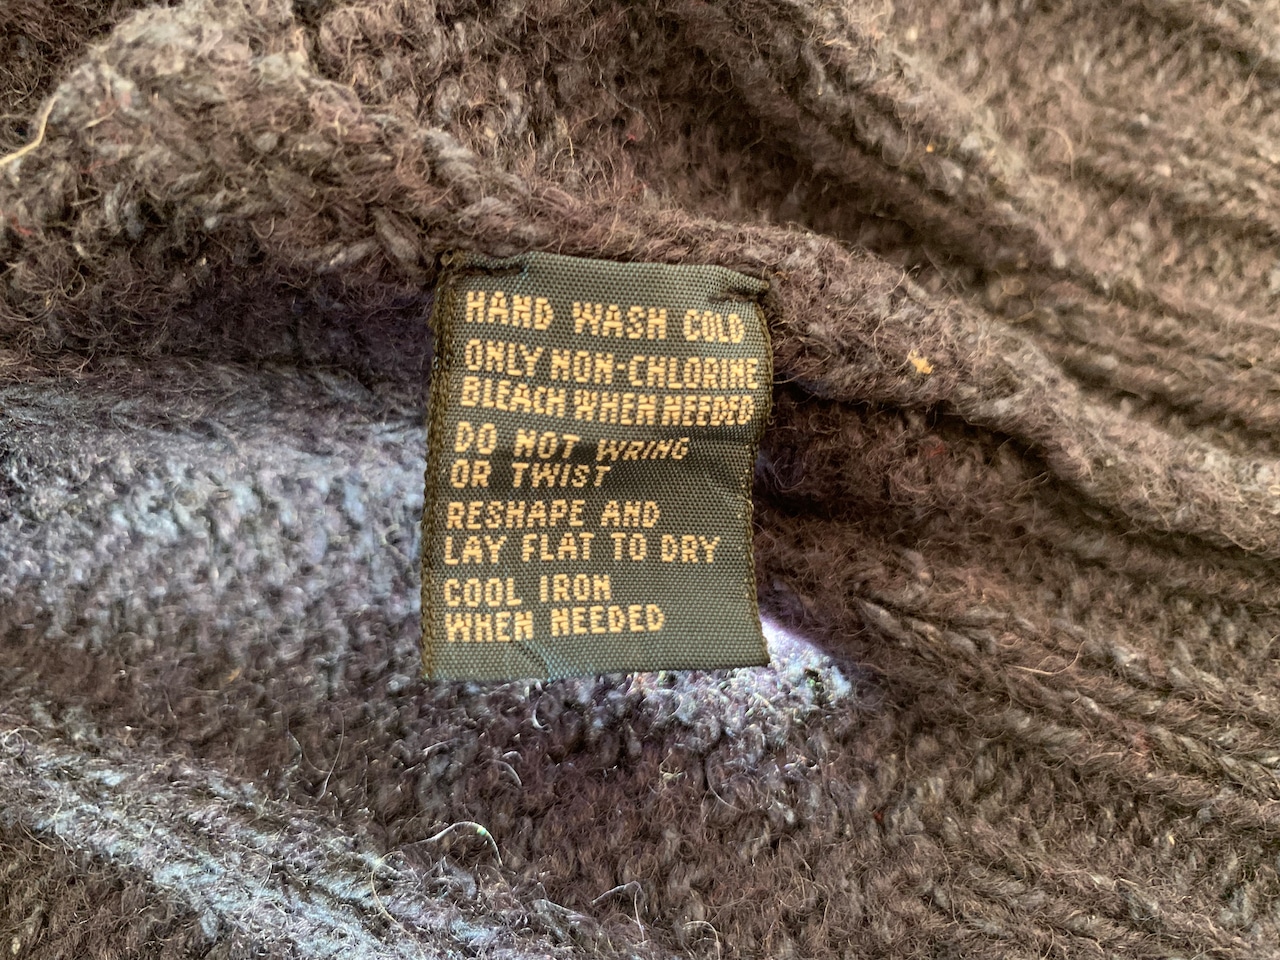 HAND WASH COLD
ONLY NON-CHLORINE
BLEACH WHEN NEEDED
DO NOT WRING
OR TWIST
RESHAPE AND
LAY FLAT TO DRY
COOL IRON
WHEN NEEDED